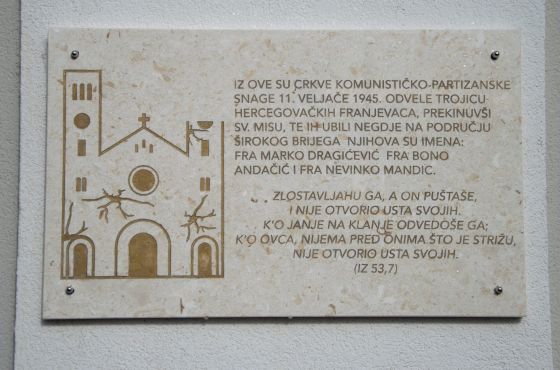 IZ OVE SU CRKVE KOMUNISTIČKO-PARTIZANSKE
SNAGE 11. VELJAČE 1945. ODVELE TROJICU
HERCEGOVAČKIH FRANJEVACA, PREKINUVŠI
SV. MISU, TE IH UBILI NEGDJE NA PODRUČJU
ŠIROKOG BRIJEGA NJIHOVA SU IMENA:
FRA MARKO DRAGIĆEVIĆ FRA BONO
ANDAČIĆ I FRA NEVINKO MANDIC.
ZLOSTAVLJAHU GA, A ON PUŠTAŠE,
I NIJE OTVORIO USTA SVOJIH.
K'O JANJE NA KLANJE ODVEDOŠE GA;
K'O OVCA, NIJEMA PRED ONIMA ŠTO JE STRIŽU,
NIJE OTVORIO USTA SVOJIH.
(IZ 53,7)